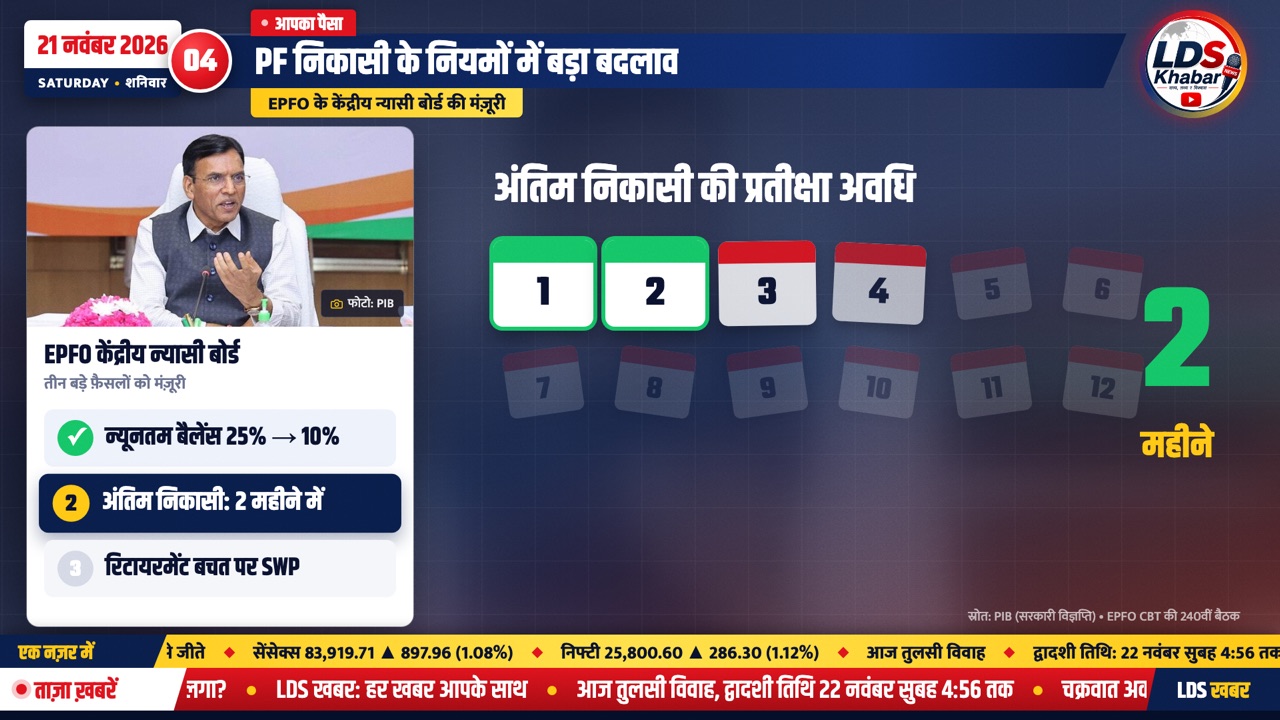 21 नवंबर 2026
SATURDAY • शनिवार
04
आपका पैसा
PF निकासी के नियमों में बड़ा बदलाव
EPFO के केंद्रीय न्यासी बोर्ड की मंज़ूरी
LDS
Khabar
NEWS
फोटो: PIB
EPFO केंद्रीय न्यासी बोर्ड
तीन बड़े फ़ैसलों को मंज़ूरी
न्यूनतम बैलेंस 25% → 10%
2 अंतिम निकासी: 2 महीने में
3 रिटायरमेंट बचत पर SWP
अंतिम निकासी की प्रतीक्षा अवधि
1 2 3 4 5 6
7 8 9 10 11 12
2
महीने
स्रोत: PIB (सरकारी विज्ञप्ति) • EPFO CBT की 240वीं बैठक
एक नज़र में
जीते ◆ सेंसेक्स 83,919.71 ▲ 897.96 (1.08%) ◆ निफ्टी 25,800.60 ▲ 286.30 (1.12%) ◆ आज तुलसी विवाह ◆ द्वादशी तिथि: 22 नवंबर सुबह 4:56 तक
ताज़ा ख़बरें
लगा? • LDS खबर: हर खबर आपके साथ • आज तुलसी विवाह, द्वादशी तिथि 22 नवंबर सुबह 4:56 तक • चक्रवात
LDS खबर